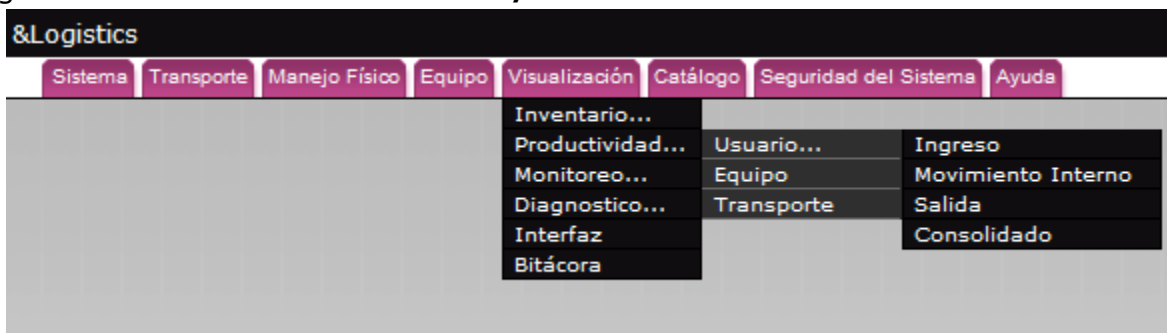 &Logistics
Sistema Transporte Manejo Físico Equipo Visualización Catálogo Seguridad del Sistema Ayuda
Inventario...
Productividad... Usuario... Ingreso
Monitoreo... Equipo Movimiento Interno
Diagnostico... Transporte Salida
Interfaz Consolidado
Bitácora